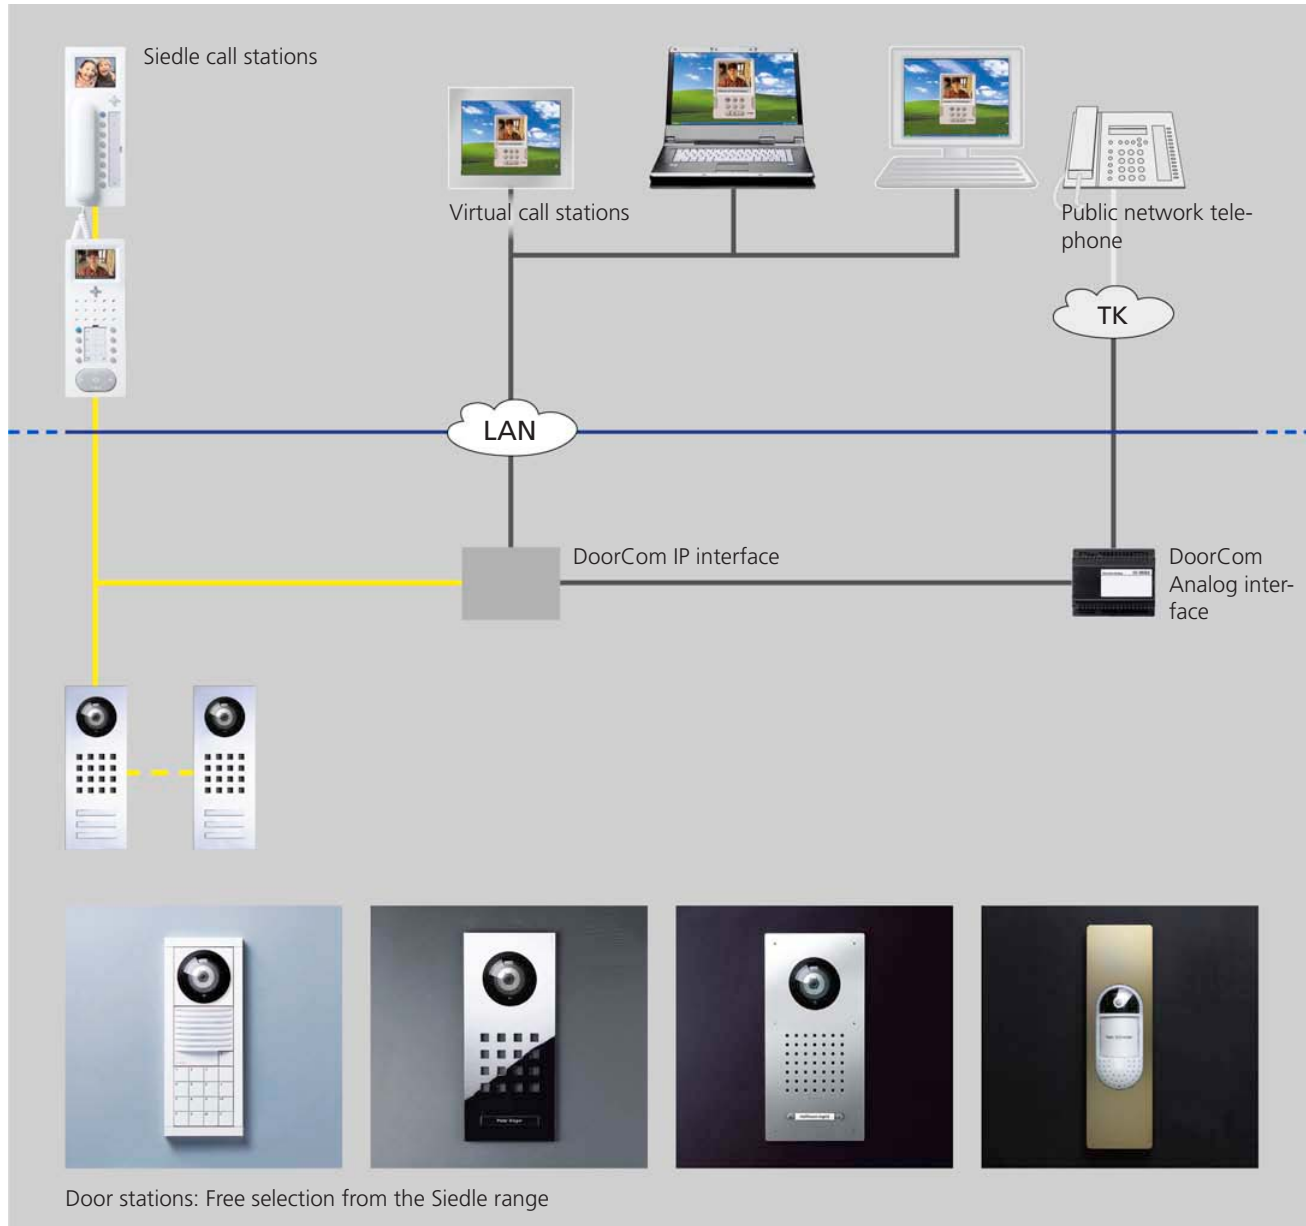 Siedle call stations
Virtual call stations
Public network tele-
phone
TK
LAN
DoorCom IP interface
DoorCom
Analog inter-
face
Door stations: Free selection from the Siedle range